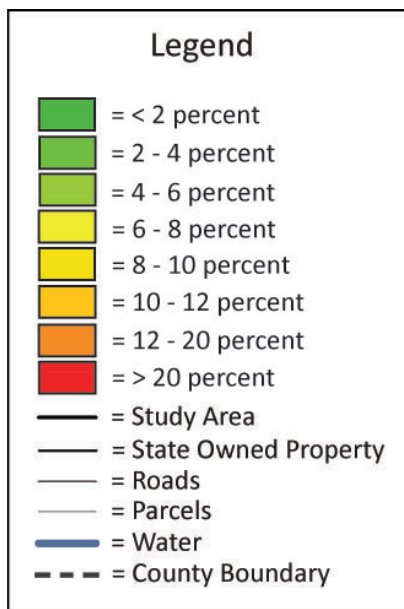 Legend
= < 2 percent
= 2 - 4 percent
= 4 - 6 percent
= 6 - 8 percent
= 8 - 10 percent
= 10 - 12 percent
= 12 - 20 percent
= > 20 percent
= Study Area
= State Owned Property
= Roads
= Parcels
= Water
= County Boundary